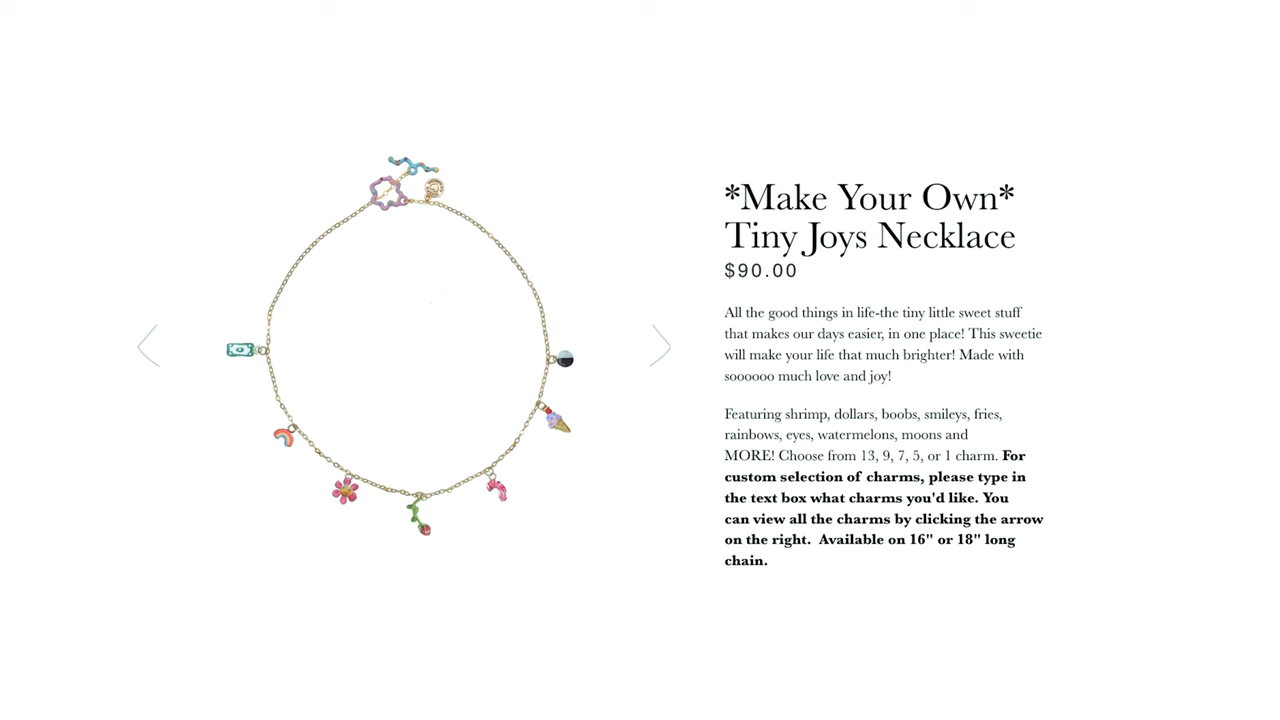 *Make Your Own*
Tiny Joys Necklace
$90.00
All the good things in life-the tiny little sweet stuff
that makes our days easier, in one place! This sweetie
will make your life that much brighter! Made with
soooooo much love and joy!
Featuring shrimp, dollars, boobs, smileys, fries,
rainbows, eyes, watermelons, moons and
MORE! Choose from 13, 9, 7, 5, or 1 charm. For
custom selection of charms, please type in
the text box what charms you'd like. You
can view all the charms by clicking the arrow
on the right.  Available on 16" or 18" long
chain.